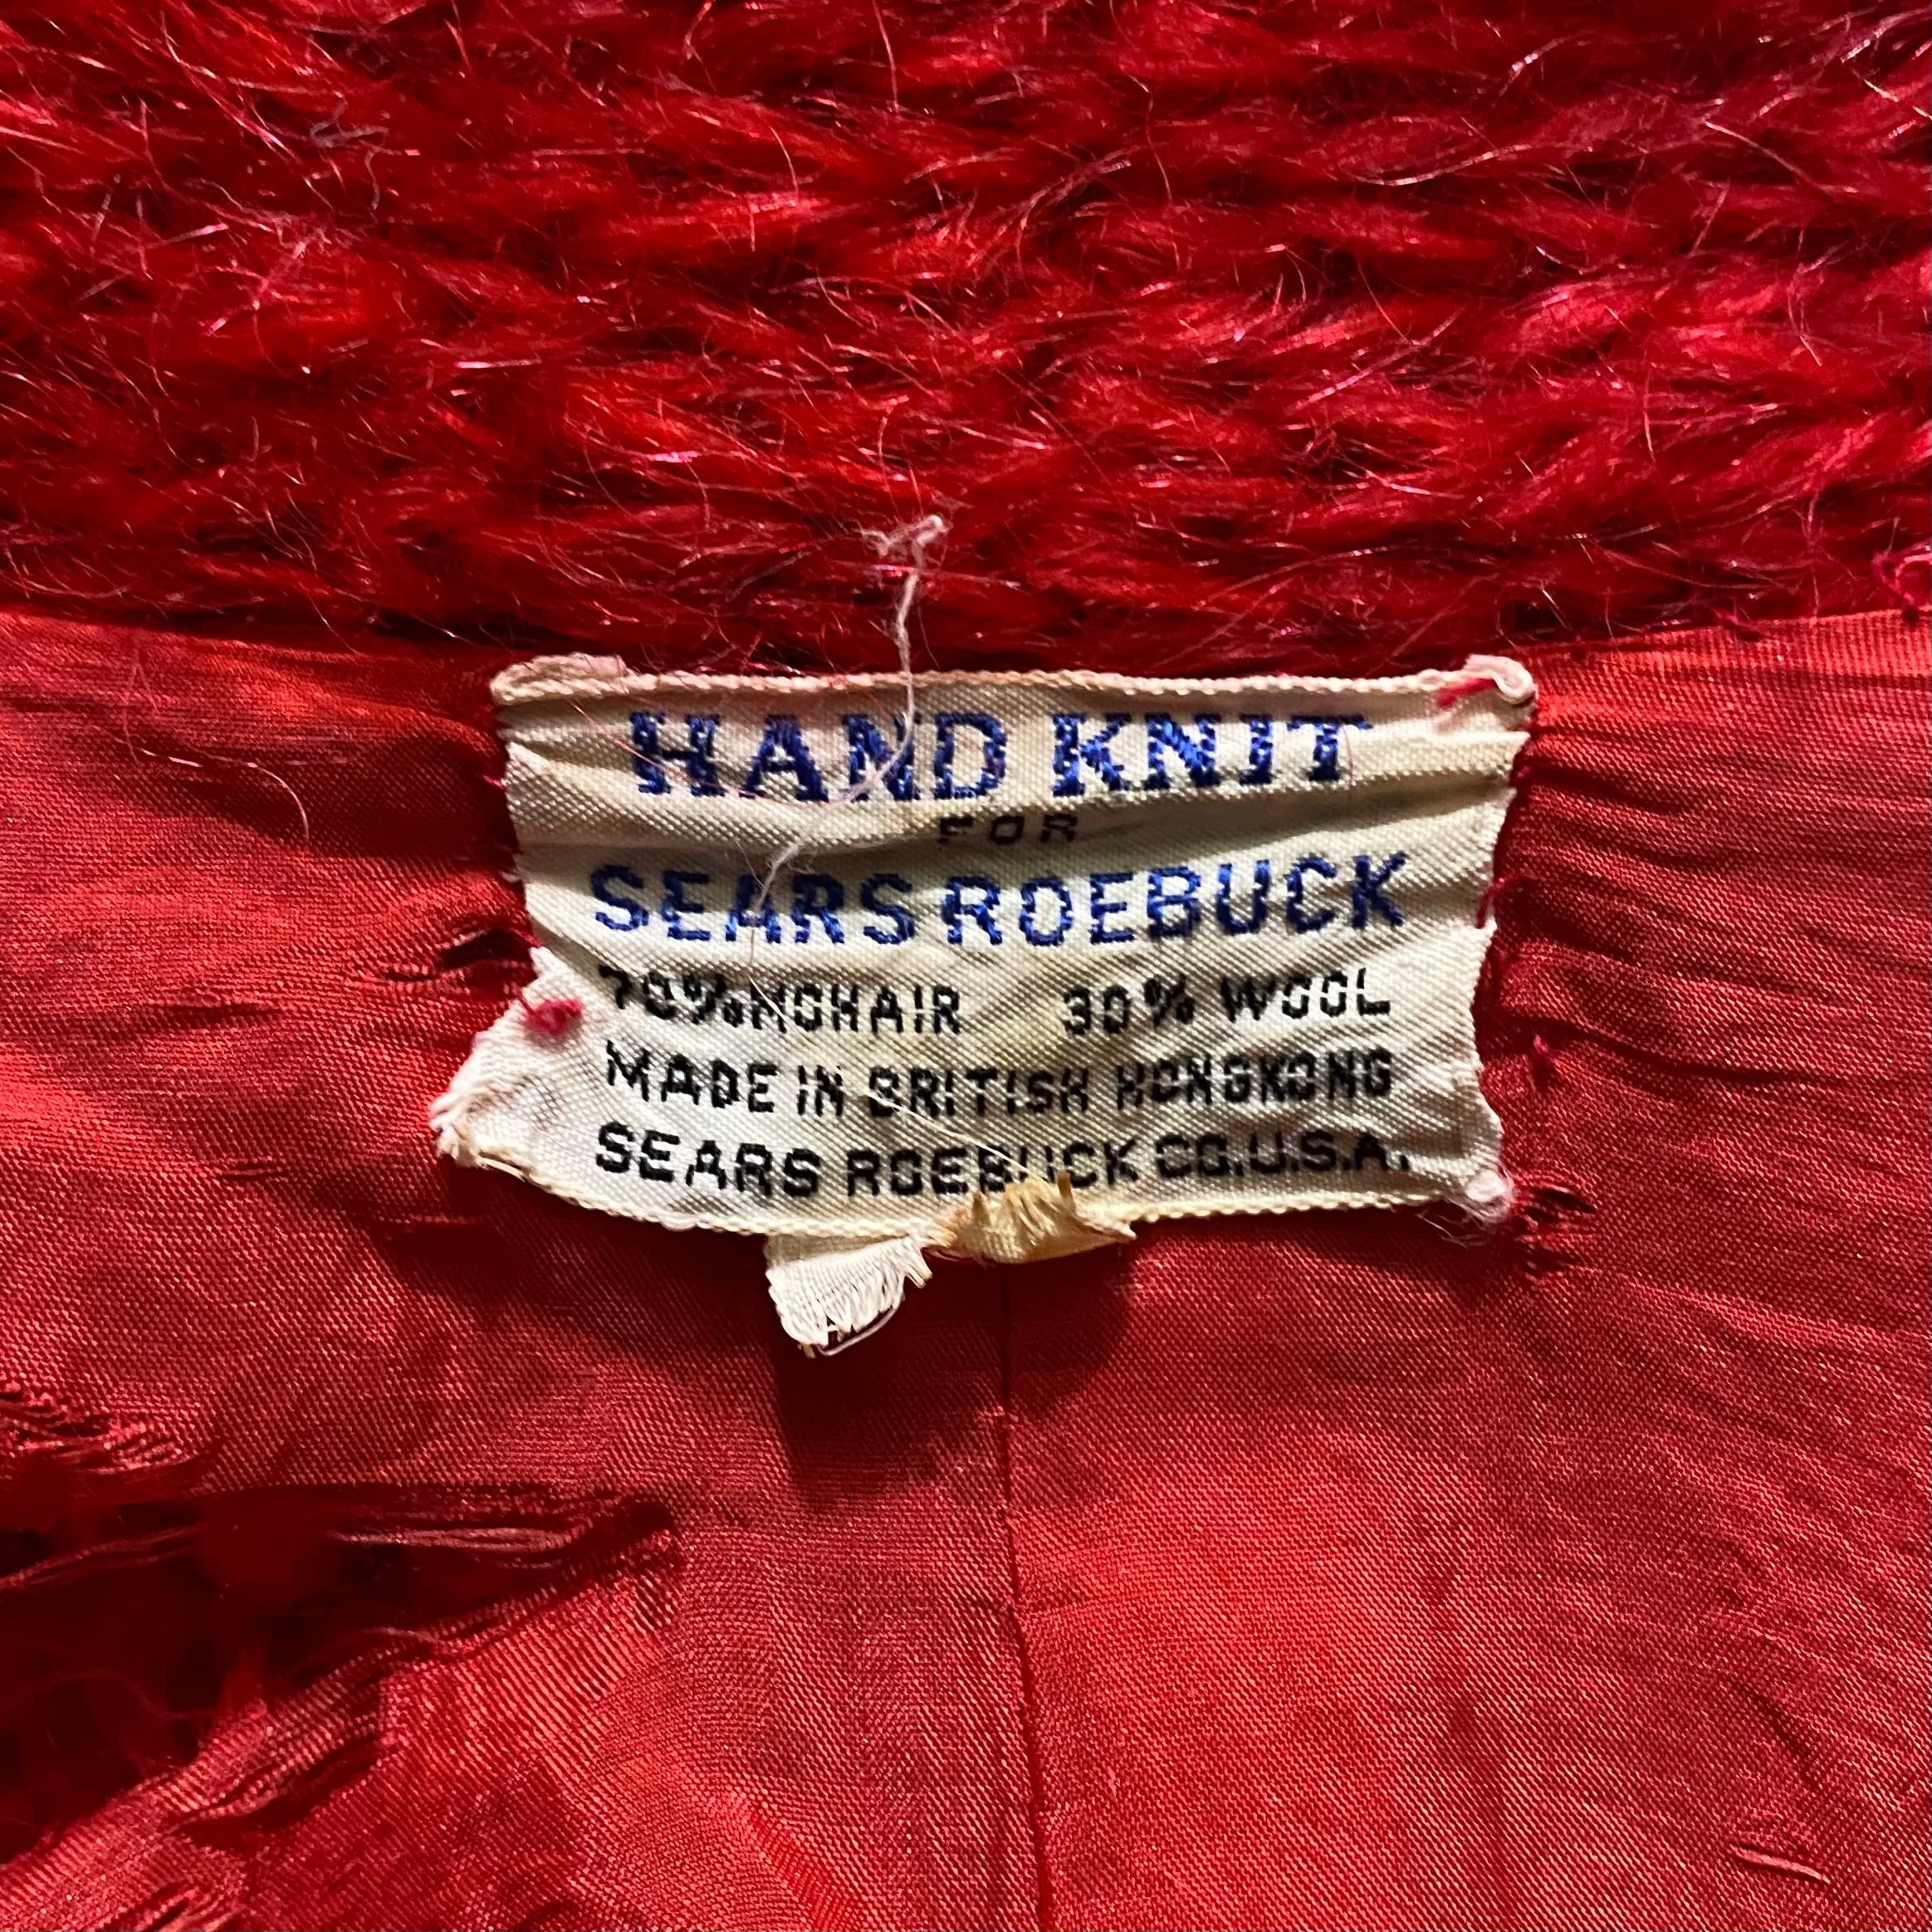 HAND KNIT
FOR
SEARS ROEBUCK
70% MOHAIR 30% WOOL
MADE IN BRITISH HONGKONG
SEARS ROEBUCK CO.U.S.A.